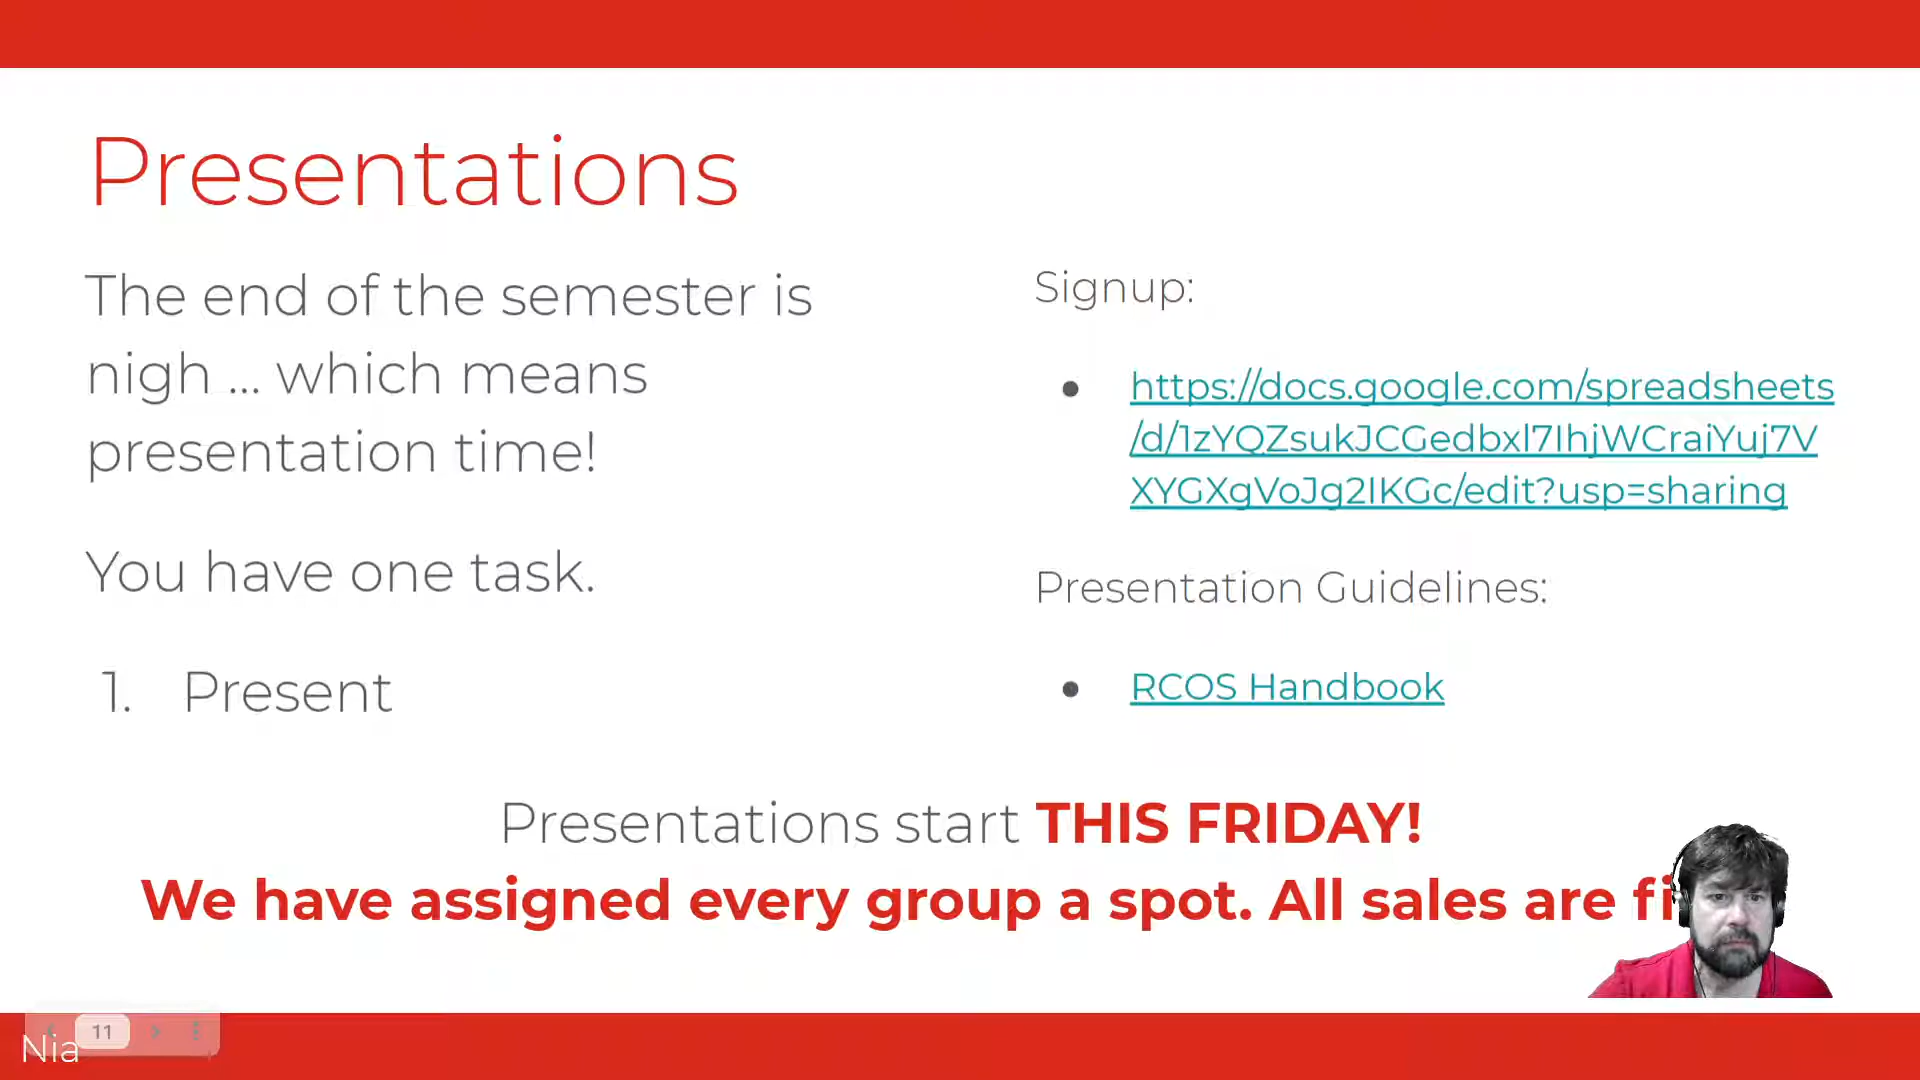 Presentations
The end of the semester is
nigh ... which means
presentation time!
You have one task.
1. Present
Signup:
● https://docs.google.com/spreadsheets
/d/1zYQZsukJCGedbxl7IhjWCraiYuj7V
XYGXgVoJg2IKGc/edit?usp=sharing
Presentation Guidelines:
● RCOS Handbook
Presentations start THIS FRIDAY!
We have assigned every group a spot. All sales are
11
Nia